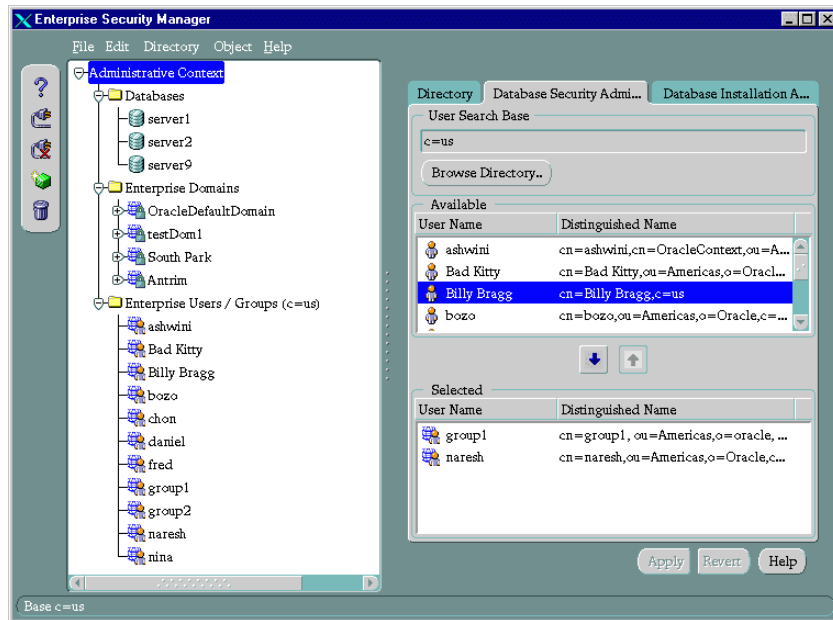 Enterprise Security Manager
File Edit Directory Object Help
Administrative Context
Databases
server1
server2
server9
Enterprise Domains
OracleDefaultDomain
testDom1
South Park
Antrim
Enterprise Users / Groups (c=us)
ashwini
Bad Kitty
Billy Bragg
bozo
chon
daniel
fred
group1
group2
naresh
nina
Directory Database Security Admi... Database Installation A...
User Search Base
c=us
Browse Directory..
Available
User Name Distinguished Name
ashwini cn=ashwini,cn=OracleContext,ou=A...
Bad Kitty cn=Bad Kitty,ou=Americas,o=Oracl...
Billy Bragg cn=Billy Bragg,c=us
bozo cn=bozo,ou=Americas,o=Oracle,c=...
Selected
User Name Distinguished Name
group1 cn=group1, ou=Americas,o=oracle, ...
naresh cn=naresh,ou=Americas,o=Oracle,c...
Apply Revert Help
Base c=us